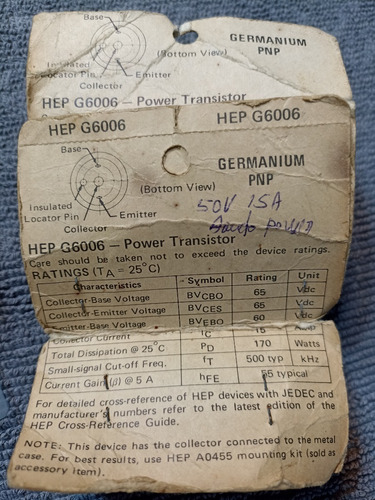 Base
GERMANIUM
PNP
(Bottom View)
Insulated
Locator Pin
Emitter
Collector
HEP G6006 — Power Transistor
HEP G6006
HEP G6006
Base
GERMANIUM
PNP
(Bottom View)
50V 15A
Insulated
Locator Pin
Emitter
Collector
HEP G6006 — Power Transistor
Care should be taken not to exceed the device ratings.
RATINGS (TA = 25°C)
Characteristics Symbol Rating Unit
Collector-Base Voltage BVCBO 65 Vdc
Collector-Emitter Voltage BVCES 65 Vdc
Emitter-Base Voltage BVEBO 60 Vdc
Collector Current IC 15
Total Dissipation @ 25°C PD 170 Watts
Small-signal Cut-off Freq. fT 500 typ kHz
Current Gain (β) @ 5 A hFE typical
For detailed cross-reference of HEP devices with JEDEC and
manufacturer's numbers refer to the latest edition of the
HEP Cross-Reference Guide.
NOTE: This device has the collector connected to the metal
case. For best results, use HEP A0455 mounting kit (sold as
accessory item).